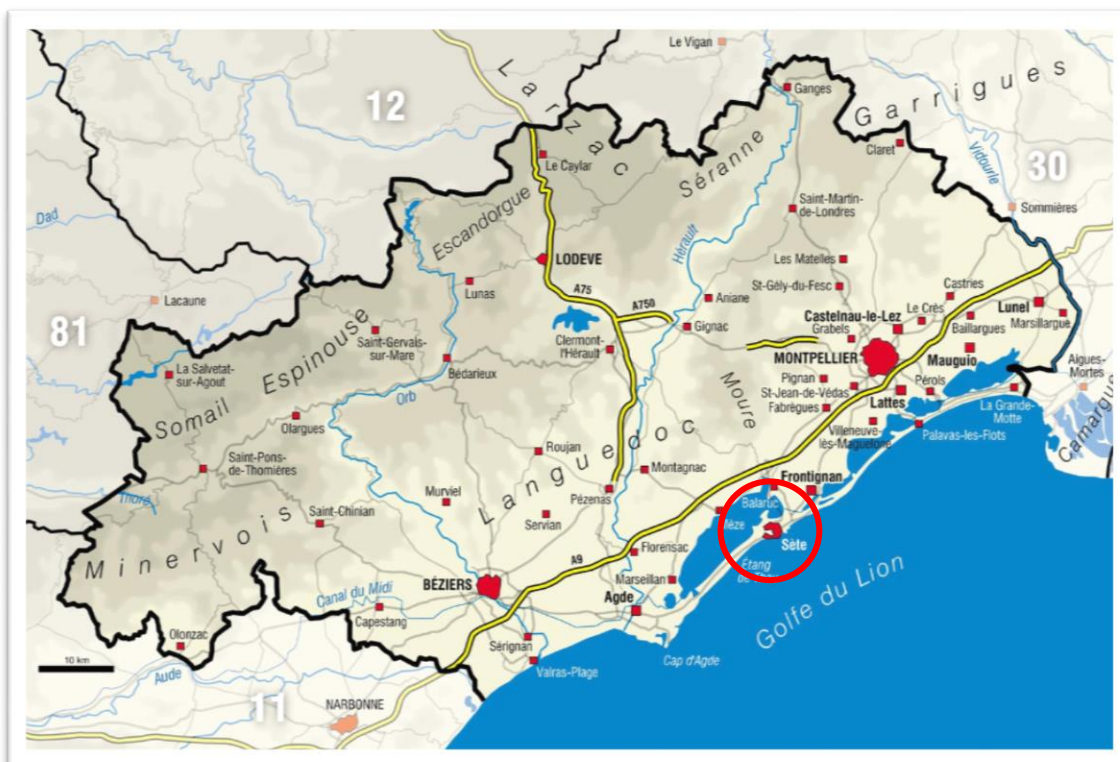 Le Vigan
Larzac
Ganges
Garrigues
12
Claret
Vidourle
30
Le Caylar
Séranne
Dad
Escandorgue
Saint-Martin-
de-Londres
Sommières
Hérault
LODEVE
Les Matelles
Lunas
A75
St-Gély-du-Fesc
Castries
Lacaune
A750
Aniane
Le Crès
Lunel
81
Espinouse
Castelnau-le-Lez
Grabels
Baillargues
Marsillargue
Saint-Gervais-
sur-Mare
Gignac
Clermont-
l'Hérault
MONTPELLIER
Mauguio
La Salvetat-
sur-Agout
Bédarieux
Aigues-
Mortes
Pignan
Pérols
St-Jean-de-Védas
Orb
Moure
Fabrègues
Lattes
La Grande-
Motte
Somail
Olargues
Languedoc
Villeneuve-
lès-Maguelone
Palavas-les-Flots
Camargu
Roujan
Saint-Pons-
de-Thomières
Montagnac
Frontignan
Thoré
Murviel
Pézenas
Balaruc
Saint-Chinian
Servian
Mèze
Minervois
Sète
Florensac
A9
Étang
Golfe du Lion
BÉZIERS
Marseillan
Canal du Midi
Agde
Capestang
Olonzac
Sérignan
10 km
Cap d'Agde
Aude
Valras-Plage
11
NARBONNE